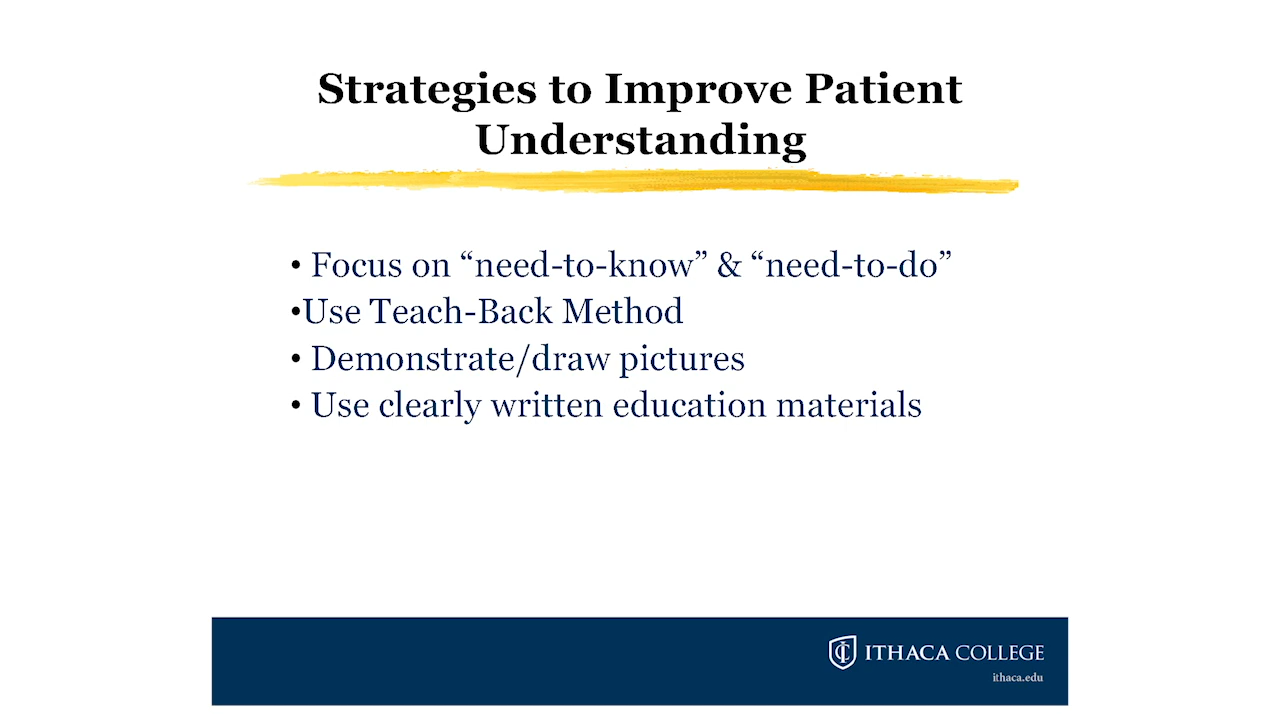 Strategies to Improve Patient
Understanding
• Focus on “need-to-know” & “need-to-do”
•Use Teach-Back Method
• Demonstrate/draw pictures
• Use clearly written education materials
ITHACA COLLEGE
ithaca.edu